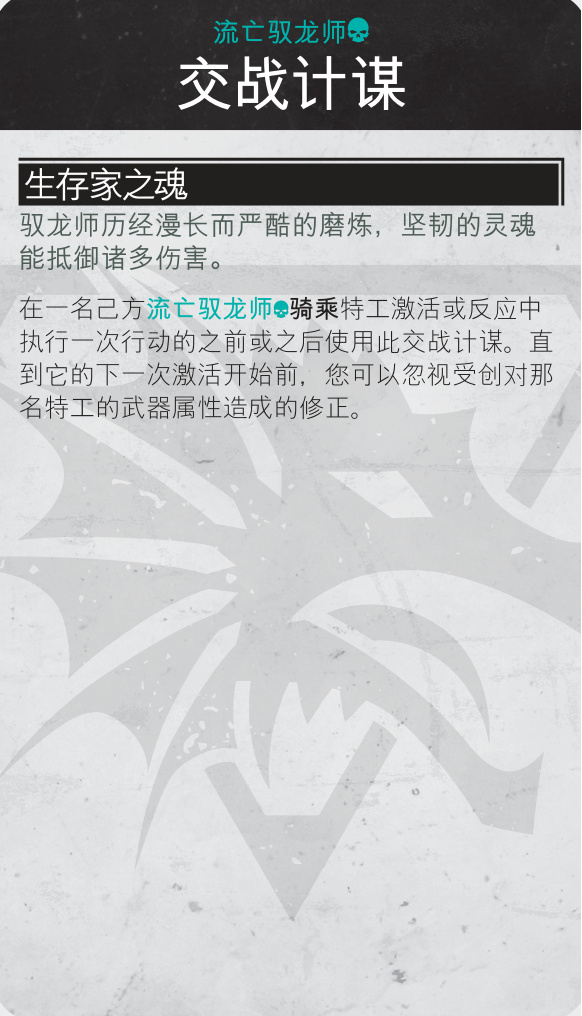 流亡驭龙师
交战计谋
生存家之魂
驭龙师历经漫长而严酷的磨炼，坚韧的灵魂
能抵御诸多伤害。
在一名己方流亡驭龙师骑乘特工激活或反应中
执行一次行动的之前或之后使用此交战计谋。直
到它的下一次激活开始前，您可以忽视受创对那
名特工的武器属性造成的修正。